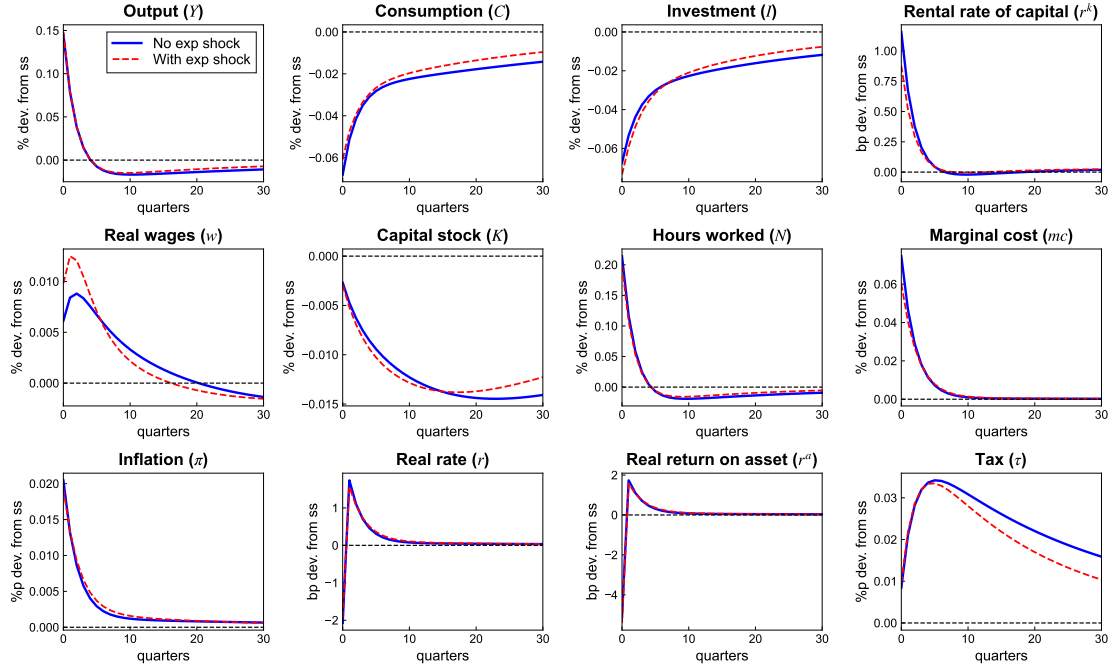 Output (Y)
% dev. from ss
0.15
0.10
0.05
0.00
0
10
20
30
quarters
No exp shock
With exp shock
Consumption (C)
% dev. from ss
0.00
−0.02
−0.04
−0.06
0
10
20
30
quarters
Investment (I)
% dev. from ss
0.00
−0.02
−0.04
−0.06
0
10
20
30
quarters
Rental rate of capital (r^k)
bp dev. from ss
1.00
0.75
0.50
0.25
0.00
0
10
20
30
quarters
Real wages (w)
% dev. from ss
0.010
0.005
0.000
0
10
20
30
quarters
Capital stock (K)
% dev. from ss
0.000
−0.005
−0.010
−0.015
0
10
20
30
quarters
Hours worked (N)
% dev. from ss
0.20
0.15
0.10
0.05
0.00
0
10
20
30
quarters
Marginal cost (mc)
% dev. from ss
0.06
0.04
0.02
0.00
0
10
20
30
quarters
Inflation (π)
%p dev. from ss
0.020
0.015
0.010
0.005
0.000
0
10
20
30
quarters
Real rate (r)
bp dev. from ss
1
0
−1
−2
0
10
20
30
quarters
Real return on asset (r^a)
bp dev. from ss
2
0
−2
−4
0
10
20
30
quarters
Tax (τ)
%p dev. from ss
0.03
0.02
0.01
0.00
0
10
20
30
quarters